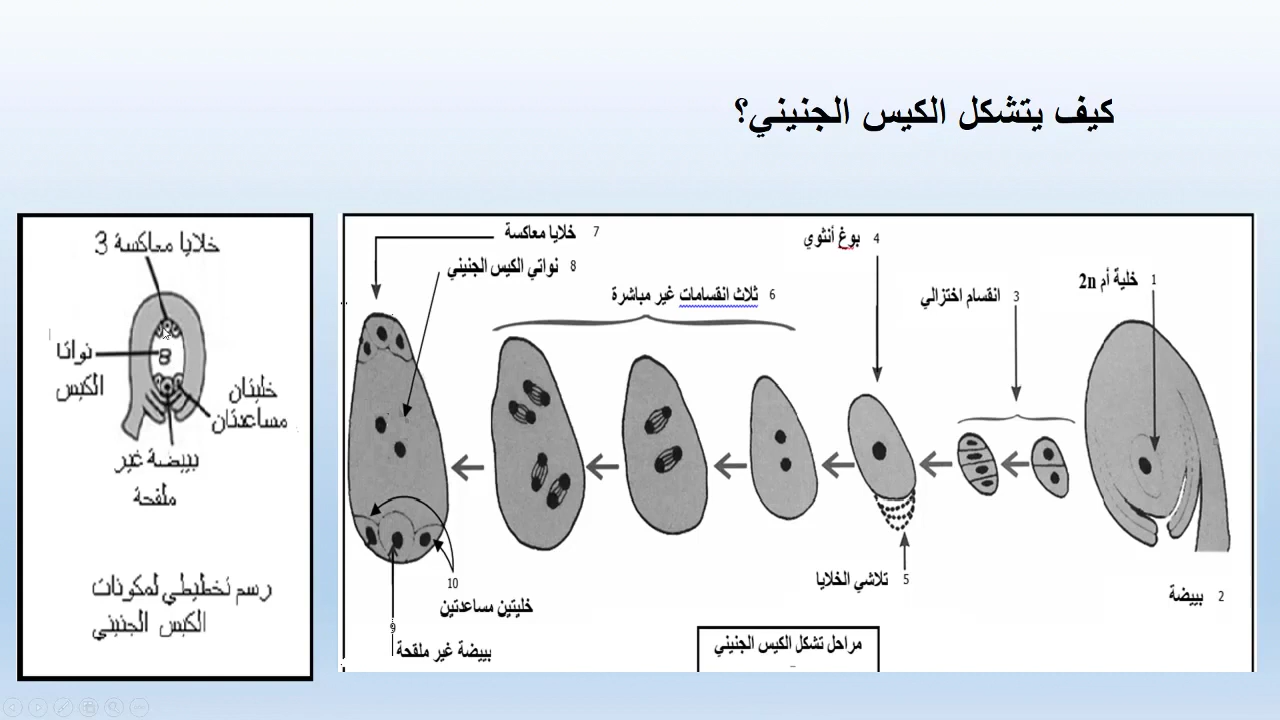 كيف يتشكل الكيس الجنيني؟
1 خلية أم 2n
2 بييضة
3 انقسام اختزالي
4 بوغ أنثوي
5 تلاشي الخلايا
6 ثلاث انقسامات غير مباشرة
7 خلايا معاكسة
8 نواتي الكيس الجنيني
10
خليتين مساعدتين
9
بييضة غير ملقحة
مراحل تشكل الكيس الجنيني
خلايا معاكسة 3
نواتا
الكيس
خليتان
مساعدتان
بييضة غير
ملقحة
رسم تخطيطي لمكونات
الكيس الجنيني